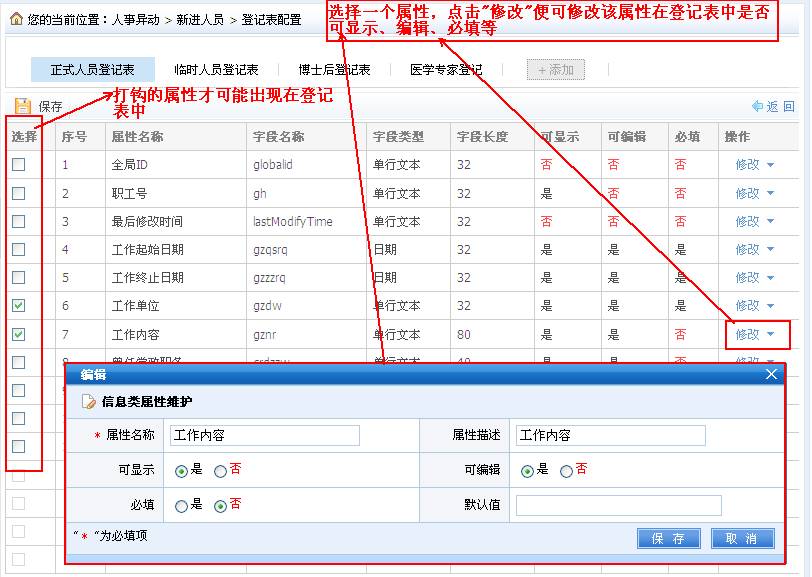 您的当前位置：人事异动 > 新进人员 > 登记表配置
选择一个属性，点击"修改"便可修改该属性在登记表中是否
可显示、编辑、必填等
正式人员登记表 临时人员登记表 博士后登记表 医学专家登记 +添加
保存 打钩的属性才可能出现在登记 返 回
表中
选择 序号 属性名称 字段名称 字段类型 字段长度 可显示 可编辑 必填 操作
1 全局ID globalid 单行文本 32 否 否 否 修改
2 职工号 gh 单行文本 32 是 否 否 修改
3 最后修改时间 lastModifyTime 单行文本 32 否 否 否 修改
4 工作起始日期 gzqsrq 日期 32 是 是 是 修改
5 工作终止日期 gzzzrq 日期 32 是 是 是 修改
6 工作单位 gzdw 单行文本 32 是 是 是 修改
7 工作内容 gznr 单行文本 80 是 是 否 修改
编辑
信息类属性维护
* 属性名称 工作内容 属性描述 工作内容
可显示 是 否 可编辑 是 否
必填 是 否 默认值
“ * ”为必填项 保 存 取 消